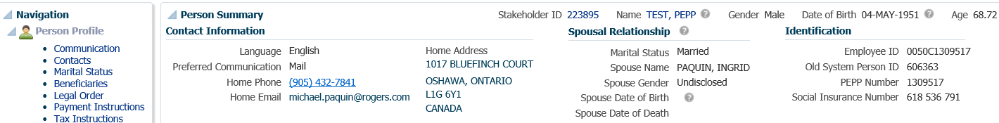 Navigation
Person Profile
Communication
Contacts
Marital Status
Beneficiaries
Legal Order
Payment Instructions
Tax Instructions
Person Summary Stakeholder ID 223895 Name TEST, PEPP Gender Male Date of Birth 04-MAY-1951 Age 68.72
Contact Information
Language English
Preferred Communication Mail
Home Phone (905) 432-7841
Home Email michael.paquin@rogers.com
Home Address
1017 BLUEFINCH COURT
OSHAWA, ONTARIO
L1G 6Y1
CANADA
Spousal Relationship
Marital Status Married
Spouse Name PAQUIN, INGRID
Spouse Gender Undisclosed
Spouse Date of Birth
Spouse Date of Death
Identification
Employee ID 0050C1309517
Old System Person ID 606363
PEPP Number 1309517
Social Insurance Number 618 536 791